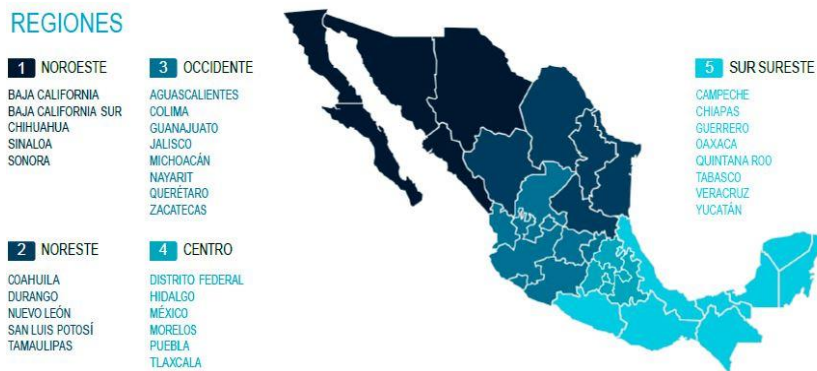 REGIONES
1 NOROESTE
BAJA CALIFORNIA
BAJA CALIFORNIA SUR
CHIHUAHUA
SINALOA
SONORA
2 NORESTE
COAHUILA
DURANGO
NUEVO LEÓN
SAN LUIS POTOSÍ
TAMAULIPAS
3 OCCIDENTE
AGUASCALIENTES
COLIMA
GUANAJUATO
JALISCO
MICHOACÁN
NAYARIT
QUERÉTARO
ZACATECAS
4 CENTRO
DISTRITO FEDERAL
HIDALGO
MÉXICO
MORELOS
PUEBLA
TLAXCALA
5 SUR SURESTE
CAMPECHE
CHIAPAS
GUERRERO
OAXACA
QUINTANA ROO
TABASCO
VERACRUZ
YUCATÁN